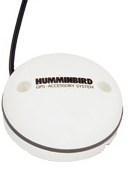 HUMMINBIRD
GPS · ACCESSORY SYSTEM